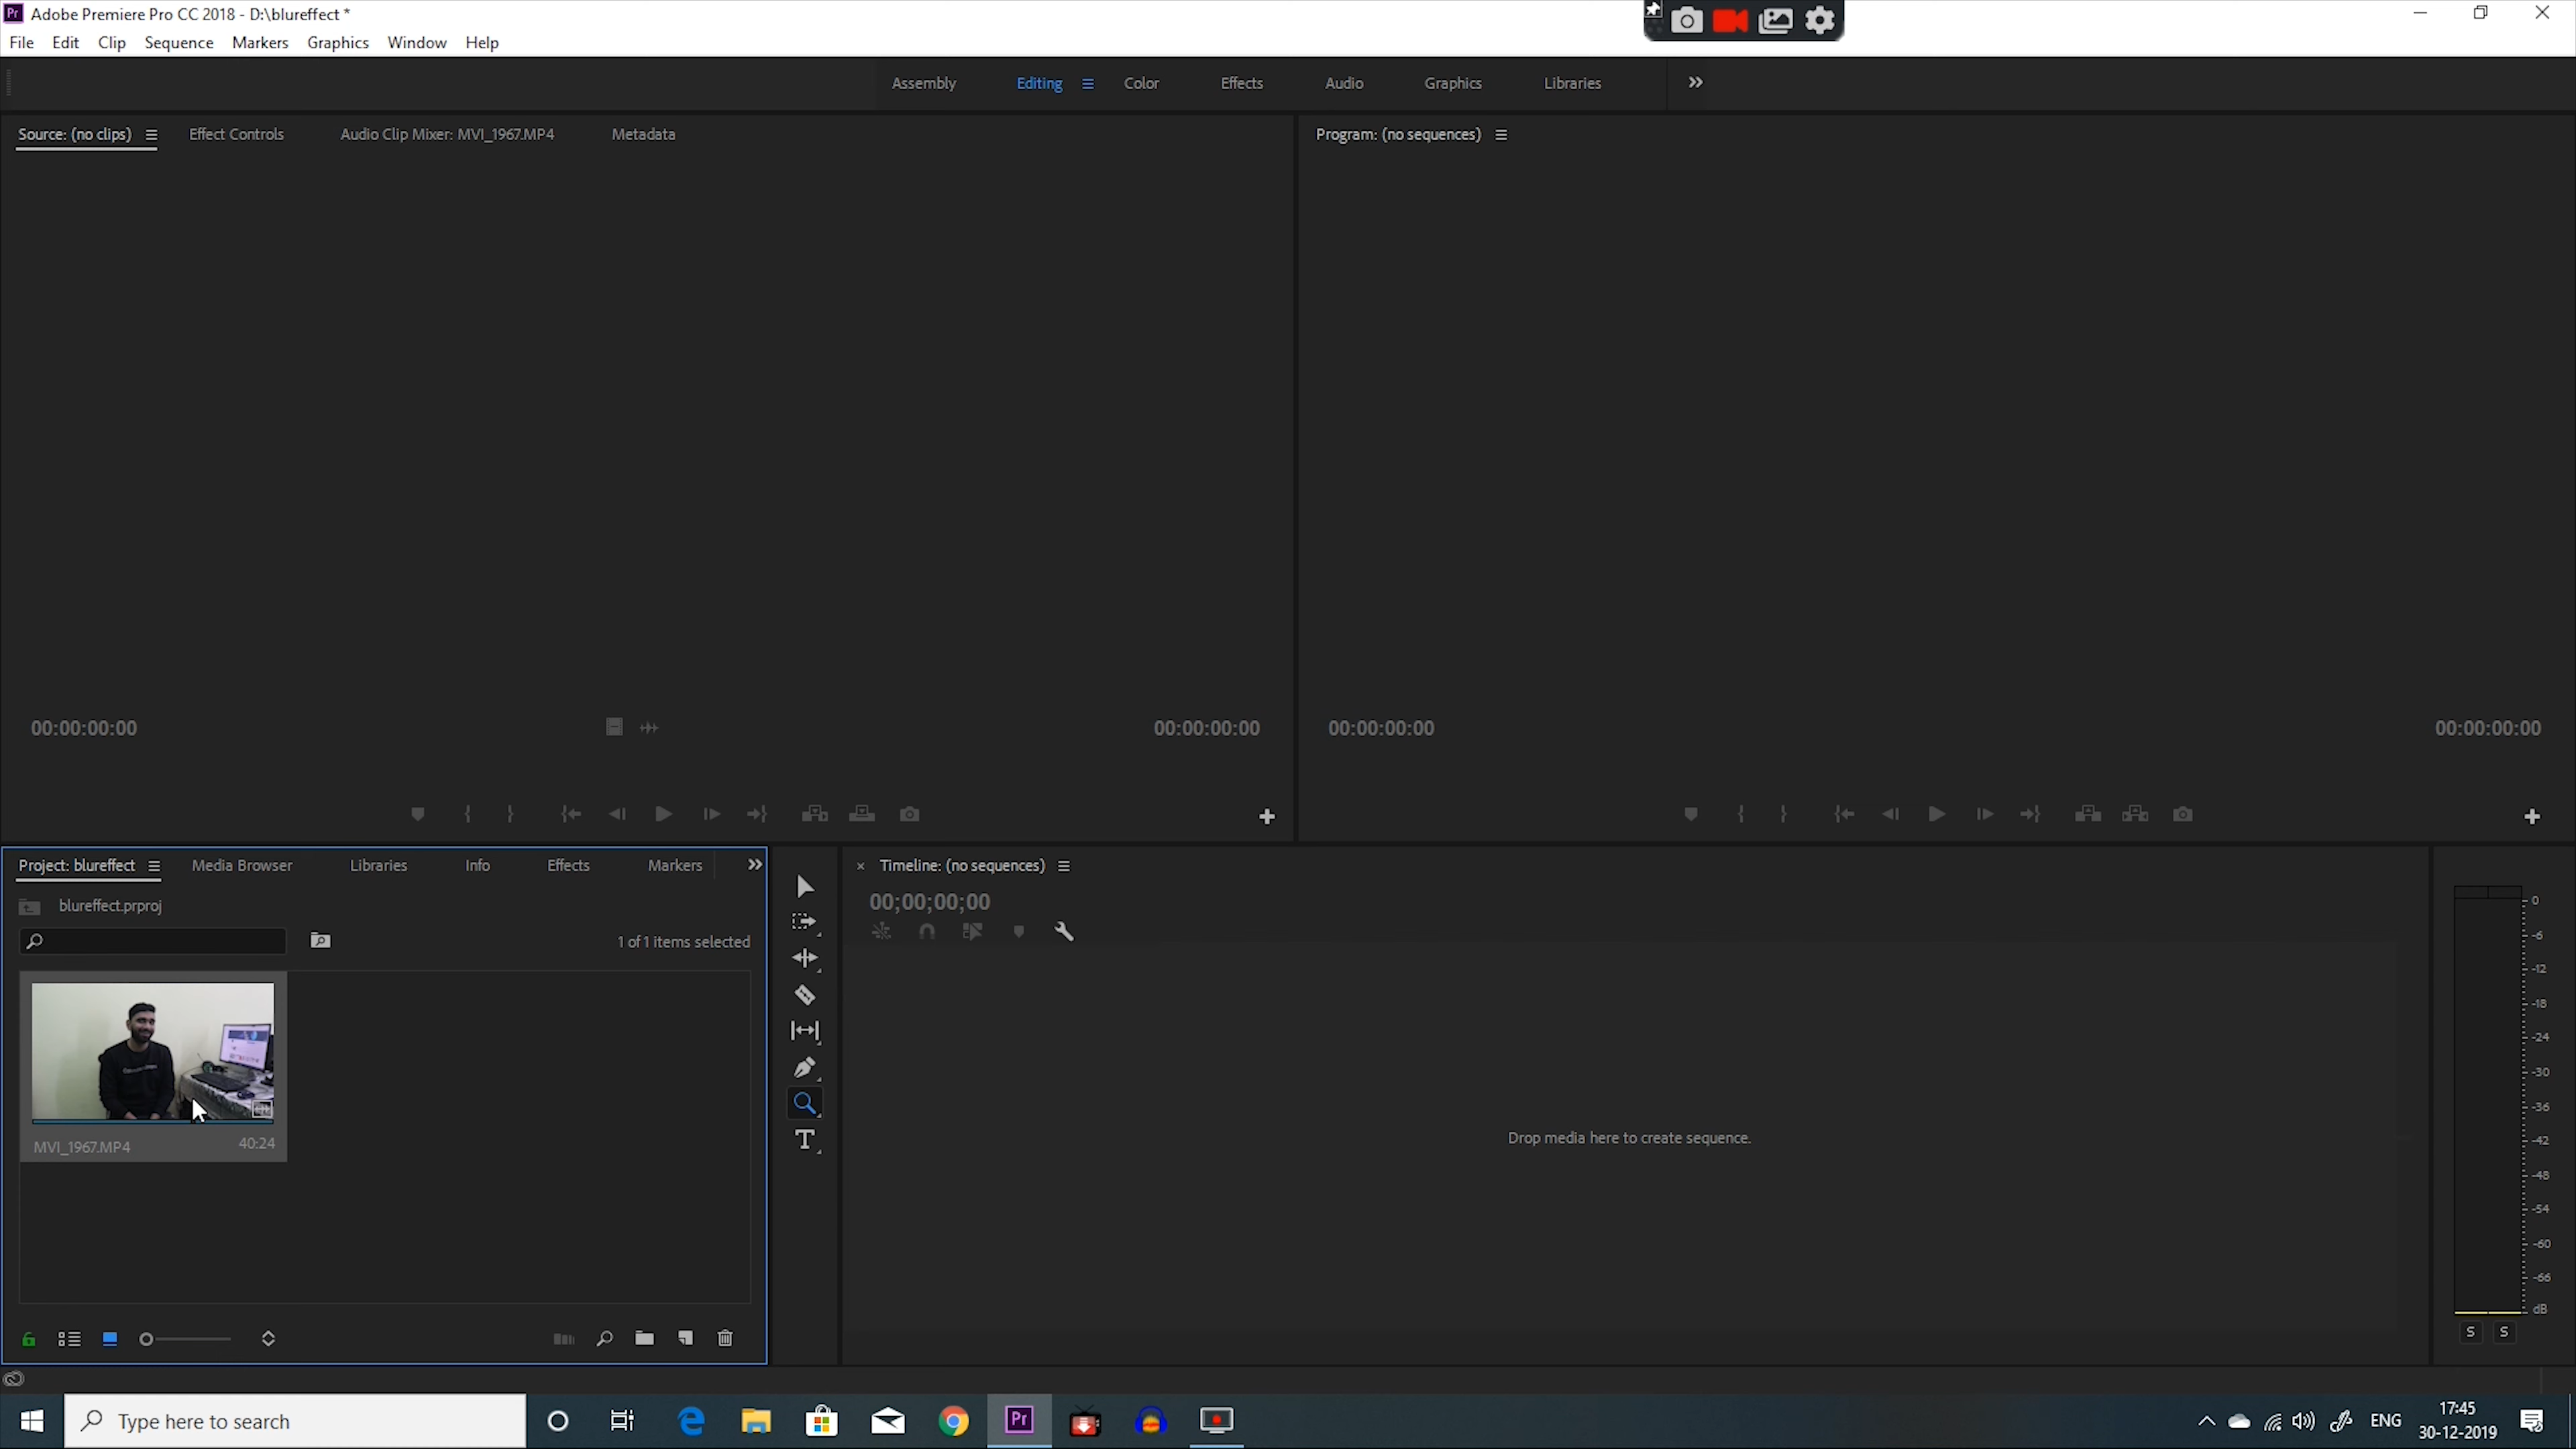 Adobe Premiere Pro CC 2018 - D:\blureffect *
File Edit Clip Sequence Markers Graphics Window Help
Assembly Editing Color Effects Audio Graphics Libraries
Source: (no clips) Effect Controls Audio Clip Mixer: MVI_1967.MP4 Metadata
Program: (no sequences)
00:00:00:00 00:00:00:00
00:00:00:00 00:00:00:00
Project: blureffect Media Browser Libraries Info Effects Markers
blureffect.prproj
1 of 1 items selected
MVI_1967.MP4 40:24
Timeline: (no sequences)
00;00;00;00
Drop media here to create sequence.
0
-6
-12
-18
-24
-30
-36
-42
-48
-54
-60
-66
dB
S S
Type here to search
Pr
ENG
17:45
30-12-2019